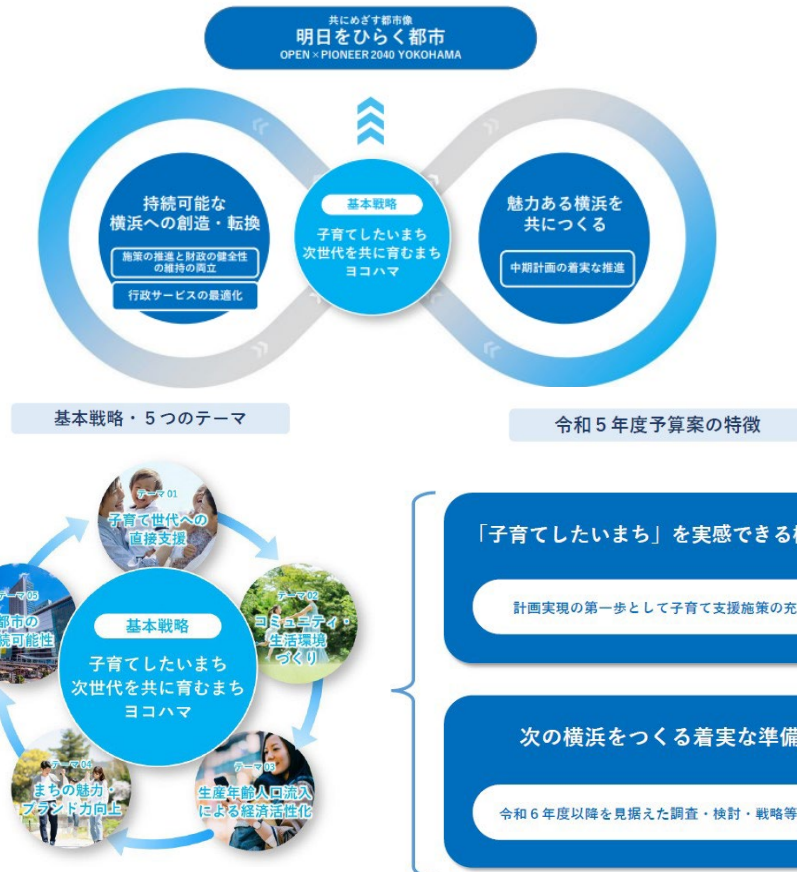 共にめざす都市像
明日をひらく都市
OPEN×PIONEER 2040 YOKOHAMA
持続可能な
横浜への創造・転換
施策の推進と財政の健全性
の維持の両立
行政サービスの最適化
基本戦略
子育てしたいまち
次世代を共に育むまち
ヨコハマ
魅力ある横浜を
共につくる
中期計画の着実な推進
基本戦略・5つのテーマ
令和5年度予算案の特徴
テーマ01
子育て世代への
直接支援
テーマ02
コミュニティ・
生活環境
づくり
テーマ03
生産年齢人口流入
による経済活性化
テーマ04
まちの魅力・
ブランド力向上
テーマ05
都市の
続可能性
基本戦略
子育てしたいまち
次世代を共に育むまち
ヨコハマ
「子育てしたいまち」を実感できる
計画実現の第一歩として子育て支援施策の充
次の横浜をつくる着実な準備
令和6年度以降を見据えた調査・検討・戦略等